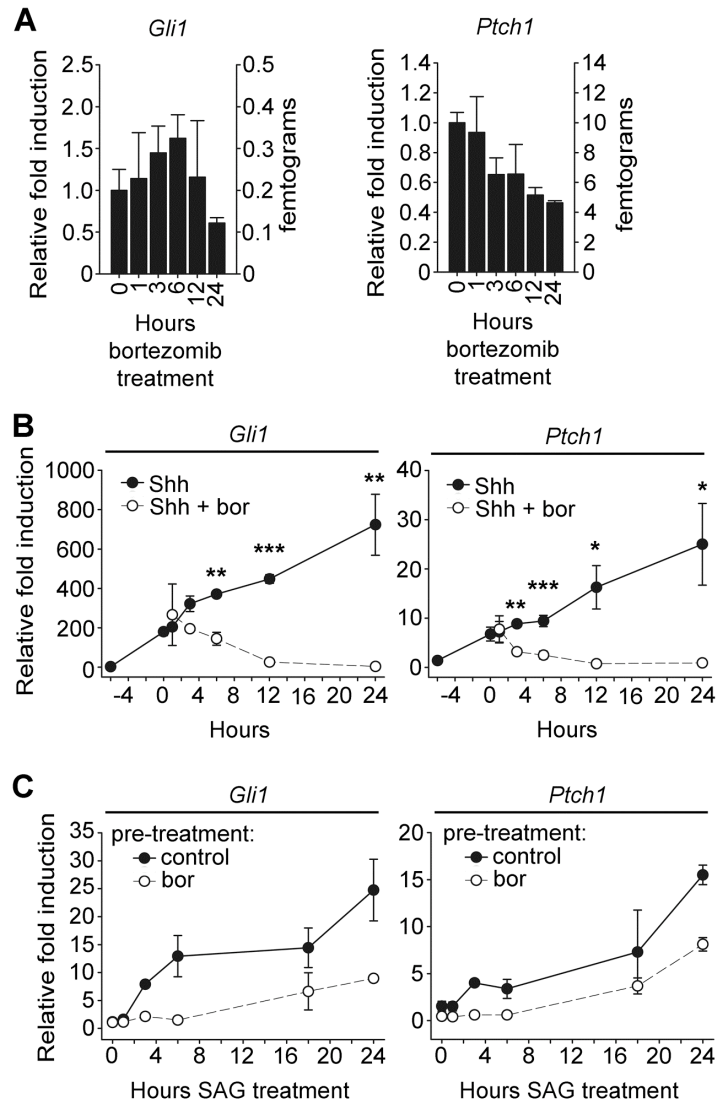 A
Gli1
Ptch1
Relative fold induction
2.5
2.0
1.5
1.0
0.5
0
0.5
0.4
0.3
0.2
0.1
0
femtograms
0 1 3 6 12 24
Hours
bortezomib
treatment
Relative fold induction
1.4
1.2
1.0
0.8
0.6
0.4
0.2
0
14
12
10
8
6
4
2
0
femtograms
0 1 3 6 12 24
Hours
bortezomib
treatment
B
Gli1
Relative fold induction
1000
800
600
400
200
0
Shh
Shh + bor
** *** **
-4 0 4 8 12 16 20 24
Hours
Ptch1
40
30
20
10
0
Shh
Shh + bor
** *** * *
-4 0 4 8 12 16 20 24
Hours
C
Gli1
Relative fold induction
35
30
25
20
15
10
5
0
pre-treatment:
control
bor
0 4 8 12 16 20 24
Hours SAG treatment
Ptch1
20
15
10
5
0
pre-treatment:
control
bor
0 4 8 12 16 20 24
Hours SAG treatment